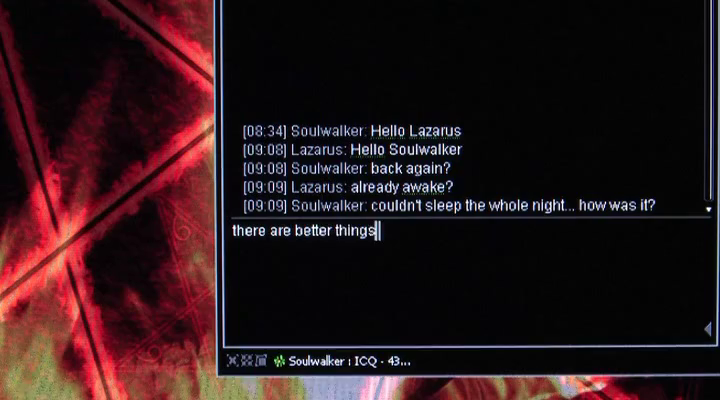 [08:34] Soulwalker: Hello Lazarus
[09:08] Lazarus: Hello Soulwalker
[09:08] Soulwalker: back again?
[09:09] Lazarus: already awake?
[09:09] Soulwalker: couldn't sleep the whole night... how was it?
there are better things
Soulwalker : ICQ - 43...